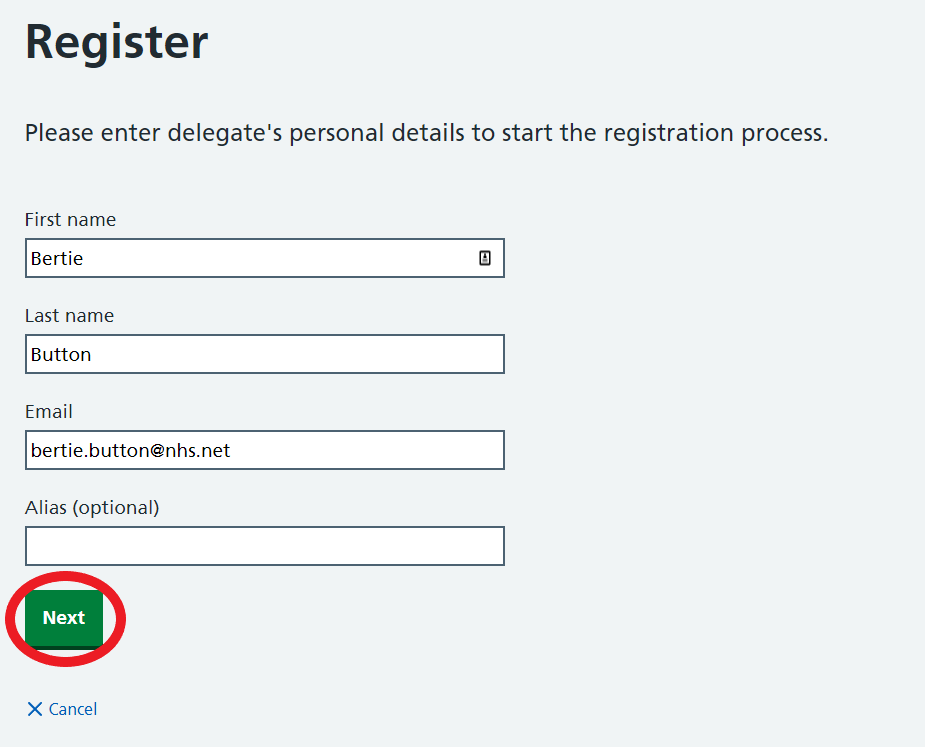 Register
Please enter delegate's personal details to start the registration process.
First name
Bertie
Last name
Button
Email
bertie.button@nhs.net
Alias (optional)
Next
Cancel